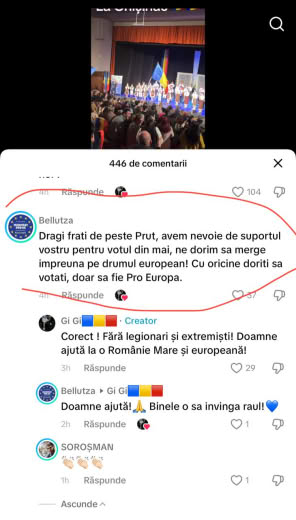 La Chișinău
446 de comentarii
4h Răspunde 104
Bellutza
Dragi frati de peste Prut, avem nevoie de suportul
vostru pentru votul din mai, ne dorim sa merge
impreuna pe drumul european! Cu oricine doriti sa
votati, doar sa fie Pro Europa.
4h Răspunde 37
Gi Gi🟦🟨🟥 · Creator
Corect ! Fără legionari și extremiști! Doamne
ajută la o Românie Mare și europeană!
3h Răspunde 29
Bellutza ▸ Gi Gi🟦🟨🟥
Doamne ajută!🙏 Binele o sa invinga raul!💙
2h Răspunde 1
SOROȘMAN
👏🏻👏🏻👏🏻
1h Răspunde 1
Ascunde